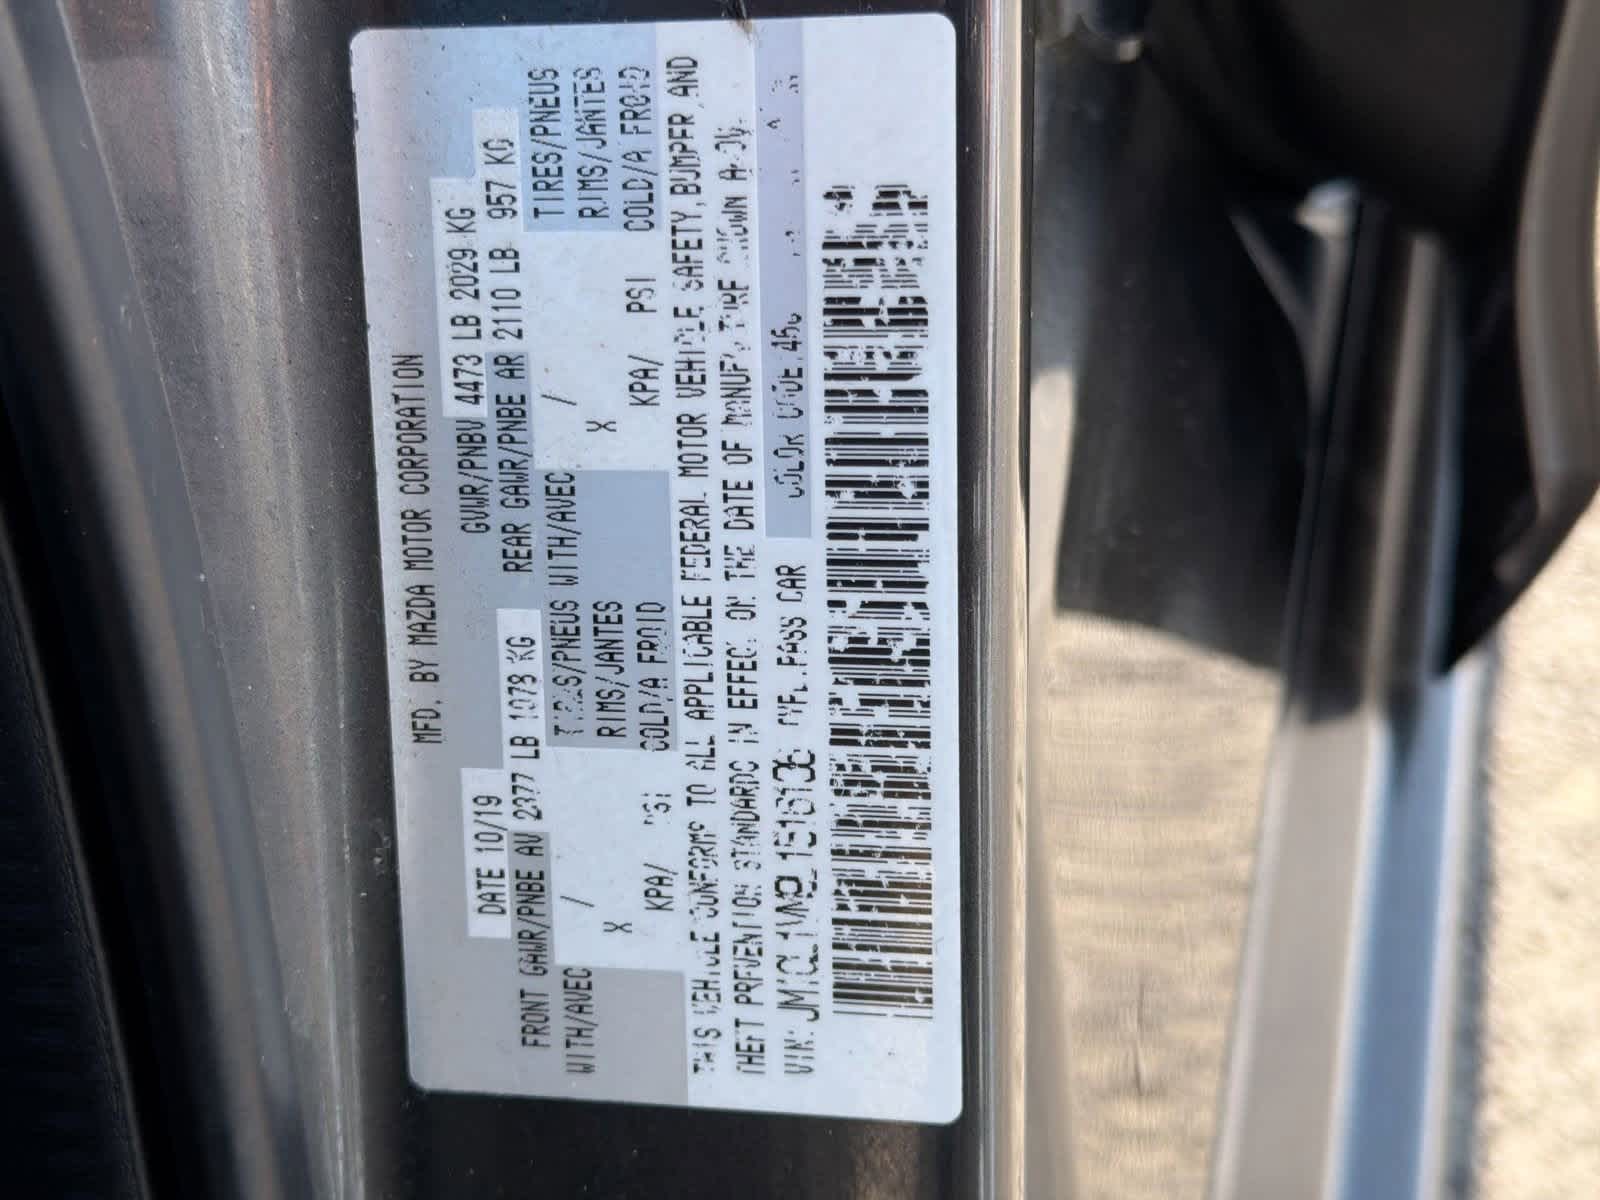 MFD. BY MAZDA MOTOR CORPORATION
DATE 10/19 GVWR/PNBV 4473 LB 2029 KG
FRONT GAWR/PNBE AV 2377 LB 1078 KG REAR GAWR/PNBE AR 2110 LB 957 KG
WITH/AVEC / TIRES/PNEUS WITH/AVEC / TIRES/PNEUS
X RIMS/JANTES X RIMS/JANTES
KPA/ PSI COLD/A FROID KPA/ PSI COLD/A FROID
THIS VEHICLE CONFORMS TO ALL APPLICABLE FEDERAL MOTOR VEHICLE SAFETY, BUMPER, AND
THEFT PREVENTION STANDARDS IN EFFECT ON THE DATE OF MANUFACTURE SHOWN
VIN: PASS CAR COLOR CODE: